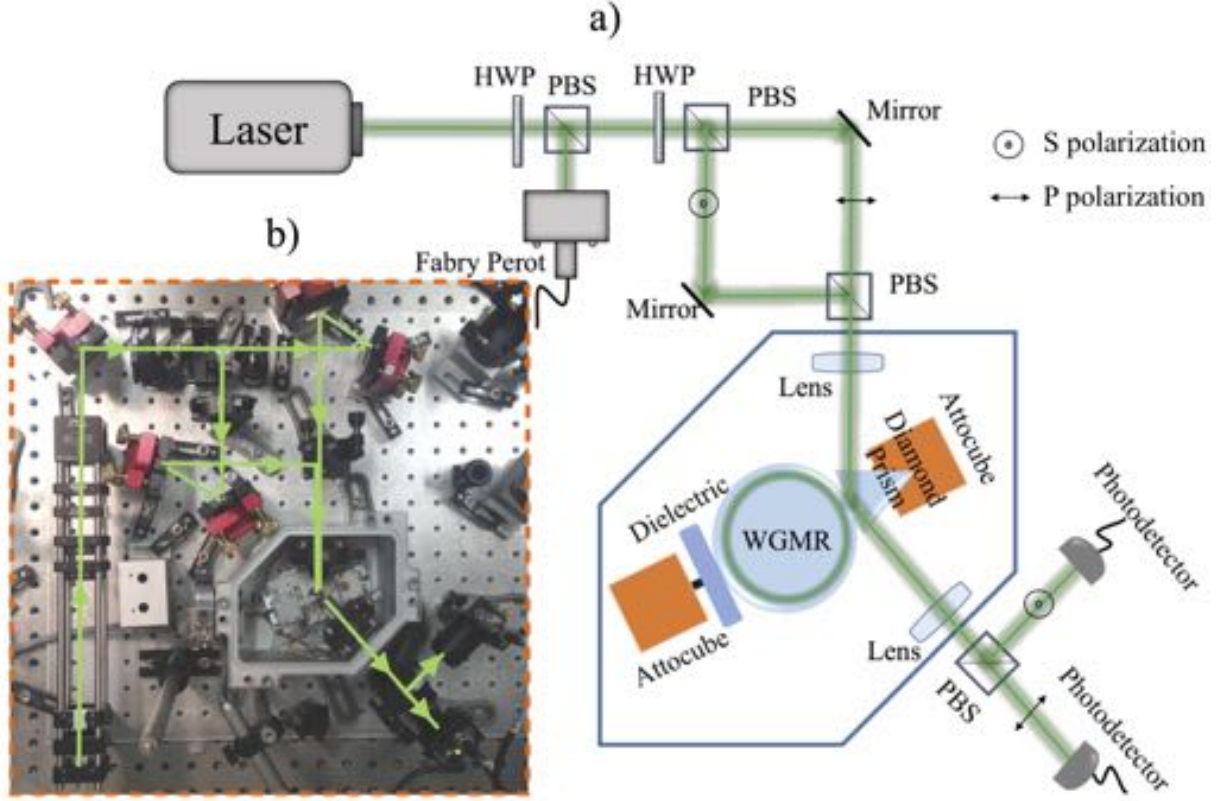 a)
HWP
PBS
HWP
PBS
Mirror
Laser
S polarization
P polarization
b)
Fabry Perot
Mirror
PBS
Lens
Attocube
Diamond
Prism
Dielectric
WGMR
Attocube
Lens
PBS
Photodetector
Photodetector